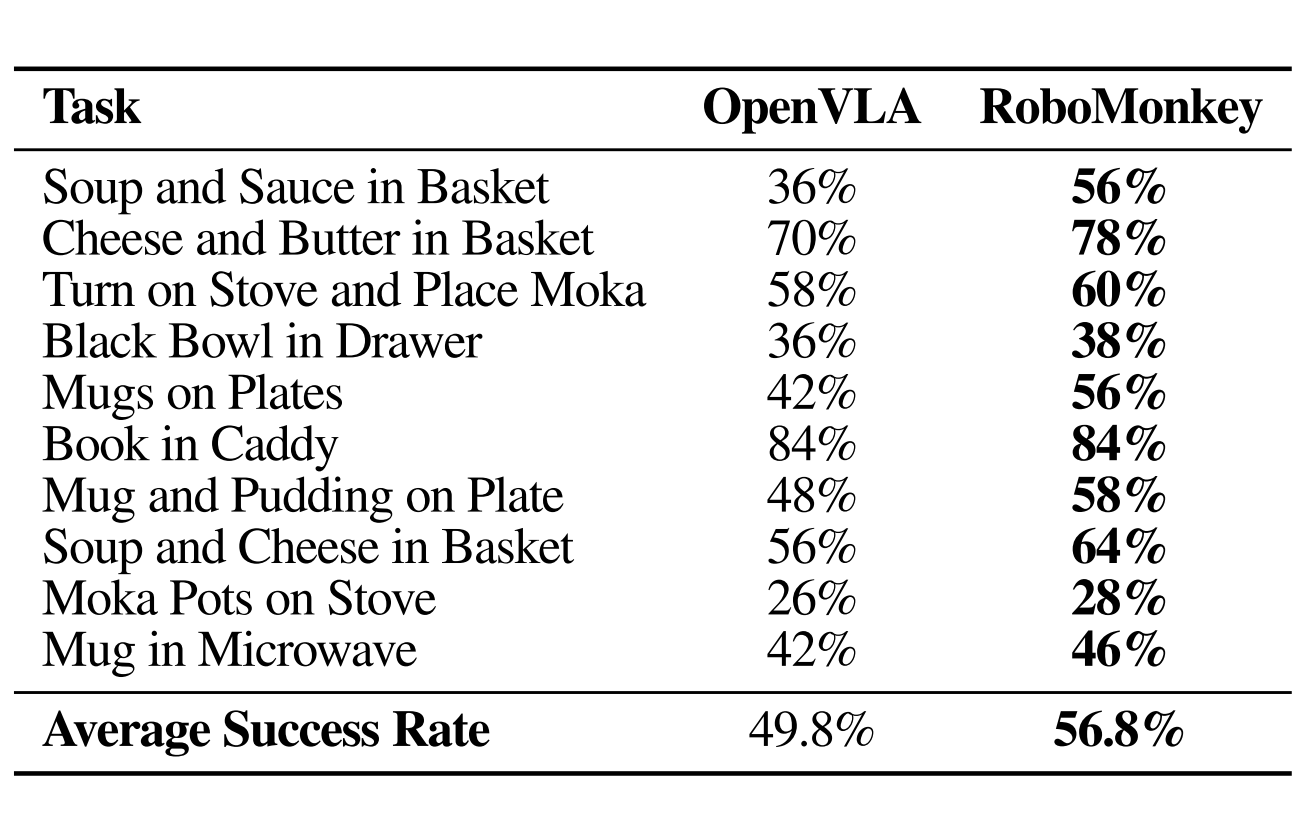 Task OpenVLA RoboMonkey
Soup and Sauce in Basket 36% 56%
Cheese and Butter in Basket 70% 78%
Turn on Stove and Place Moka 58% 60%
Black Bowl in Drawer 36% 38%
Mugs on Plates 42% 56%
Book in Caddy 84% 84%
Mug and Pudding on Plate 48% 58%
Soup and Cheese in Basket 56% 64%
Moka Pots on Stove 26% 28%
Mug in Microwave 42% 46%
Average Success Rate 49.8% 56.8%